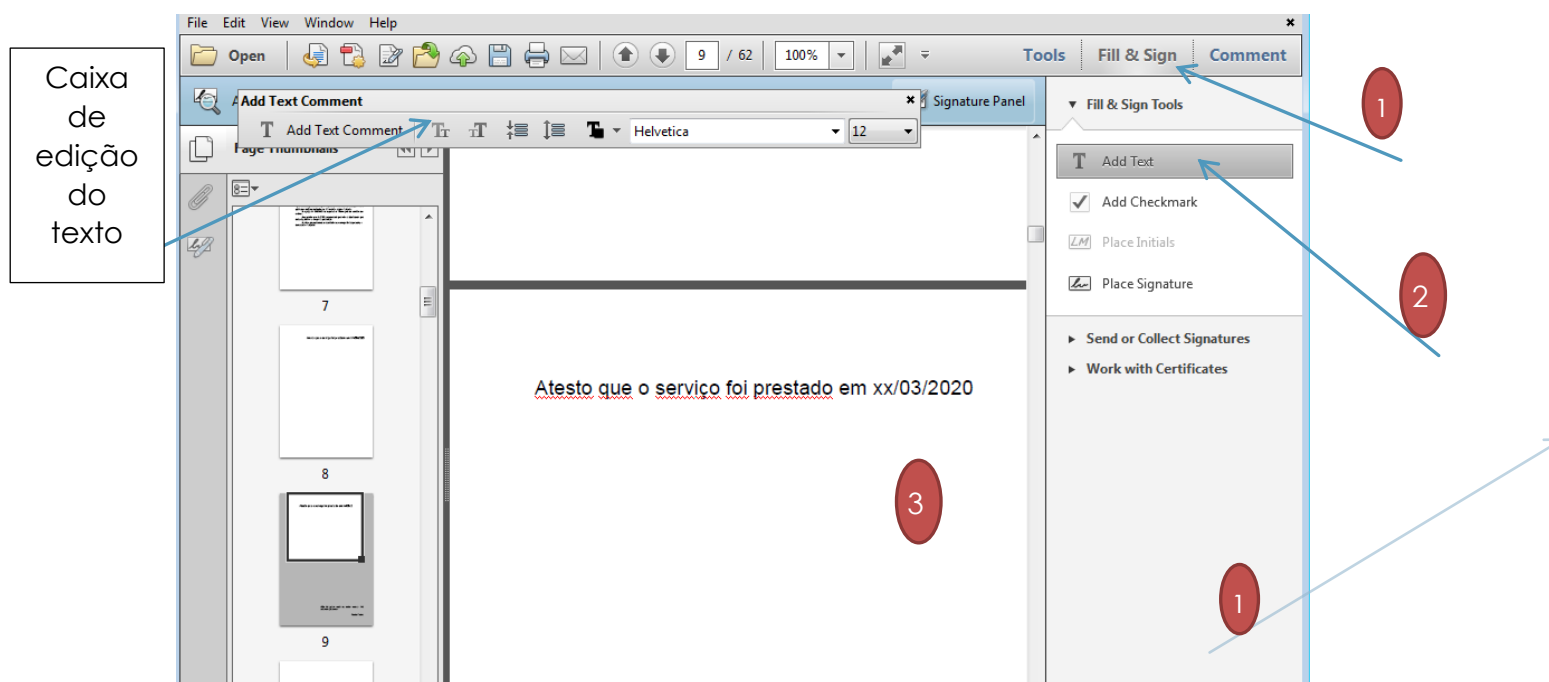 File Edit View Window Help
Open 9 / 62 100% Tools Fill & Sign Comment
Caixa
de
edição
do
texto
A
Add Text Comment
Signature Panel
Add Text Comment Helvetica 12
Page Thumbnails
Fill & Sign Tools
1
Add Text
Add Checkmark
LM Place Initials
Place Signature
2
Send or Collect Signatures
Work with Certificates
7
Atesto que o serviço foi prestado em xx/03/2020
8
3
1
9